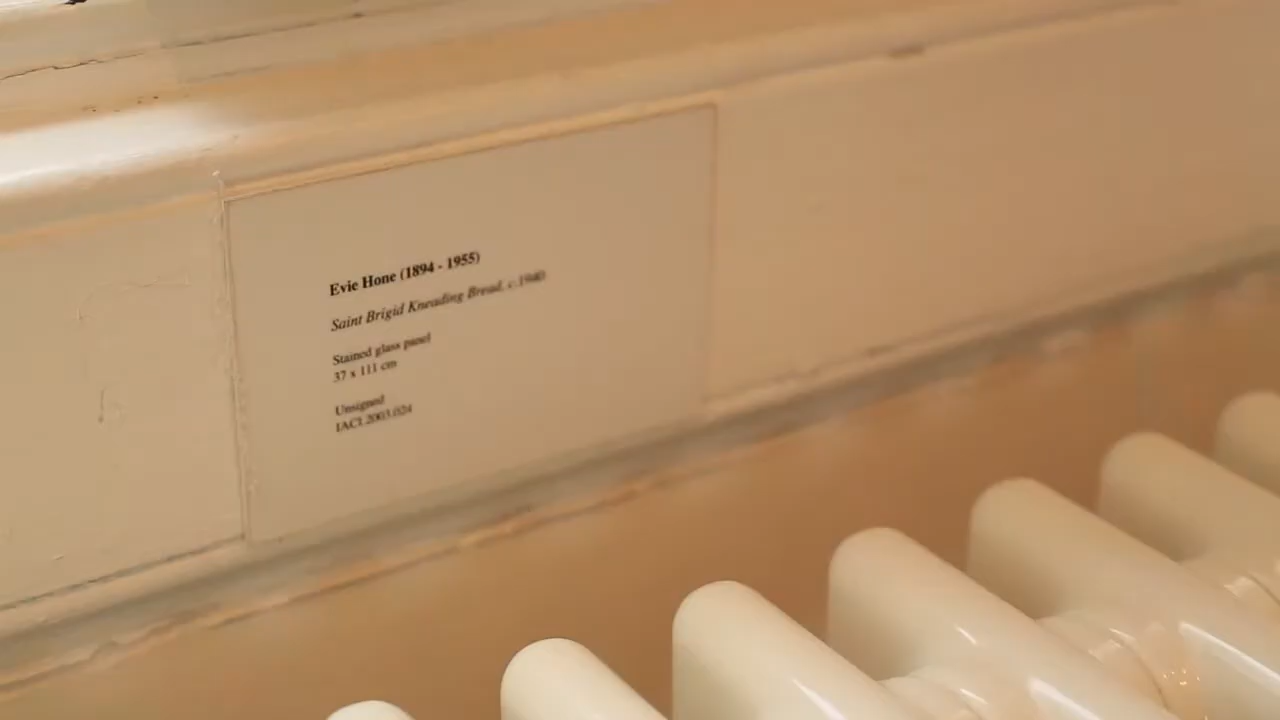 Evie Hone (1894 - 1955)
Saint Brigid Kneading Bread, c.1940
Stained glass panel
37 x 111 cm
Unsigned
IACI.2003.024